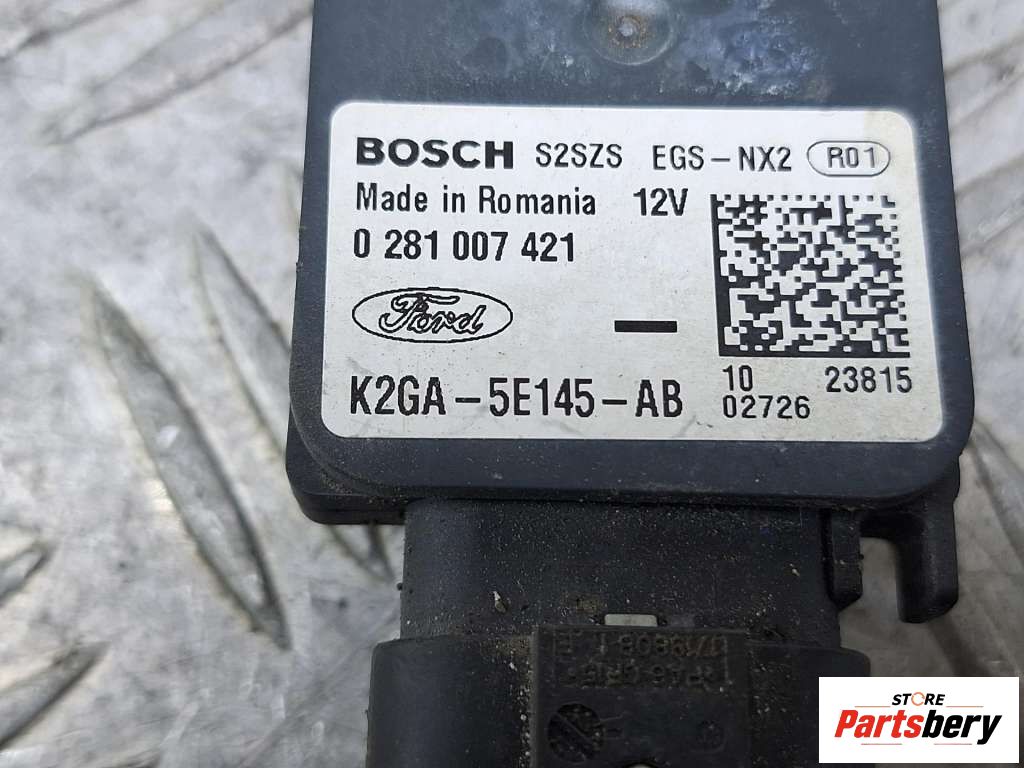 BOSCH S2SZS EGS-NX2 R01
Made in Romania 12V
0 281 007 421
Ford
K2GA-5E145-AB
10 23815
02726
STORE
Partsbery